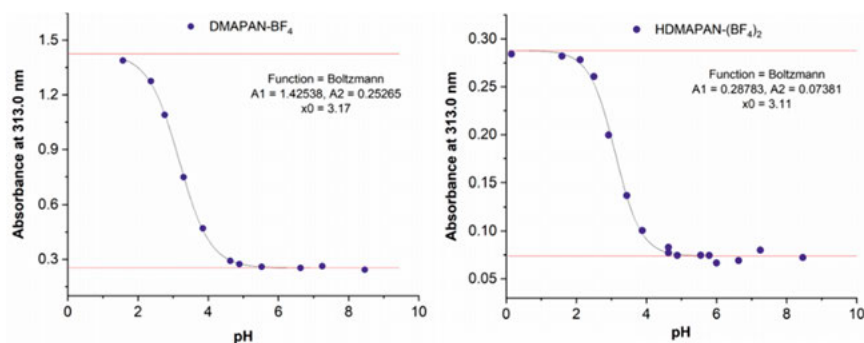 DMAPAN-BF4
Function = Boltzmann
A1 = 1.42538, A2 = 0.25265
x0 = 3.17
Absorbance at 313.0 nm
1.5
1.2
0.9
0.6
0.3
0 2 4 6 8 10
pH
HDMAPAN-(BF4)2
Function = Boltzmann
A1 = 0.28783, A2 = 0.07381
x0 = 3.11
Absorbance at 313.0 nm
0.30
0.25
0.20
0.15
0.10
0.05
0 2 4 6 8 10
pH